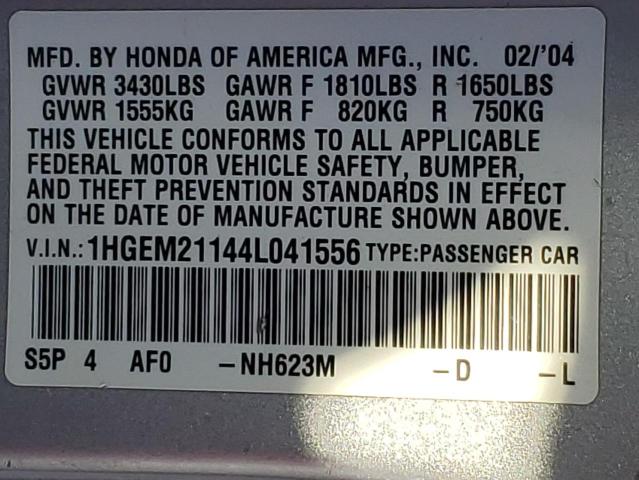 MFD. BY HONDA OF AMERICA MFG., INC. 02/'04
GVWR 3430LBS GAWR F 1810LBS R 1650LBS
GVWR 1555KG GAWR F 820KG R 750KG
THIS VEHICLE CONFORMS TO ALL APPLICABLE
FEDERAL MOTOR VEHICLE SAFETY, BUMPER,
AND THEFT PREVENTION STANDARDS IN EFFECT
ON THE DATE OF MANUFACTURE SHOWN ABOVE.
V.I.N.: 1HGEM21144L041556 TYPE:PASSENGER CAR
S5P 4 AF0 -NH623M -D -L